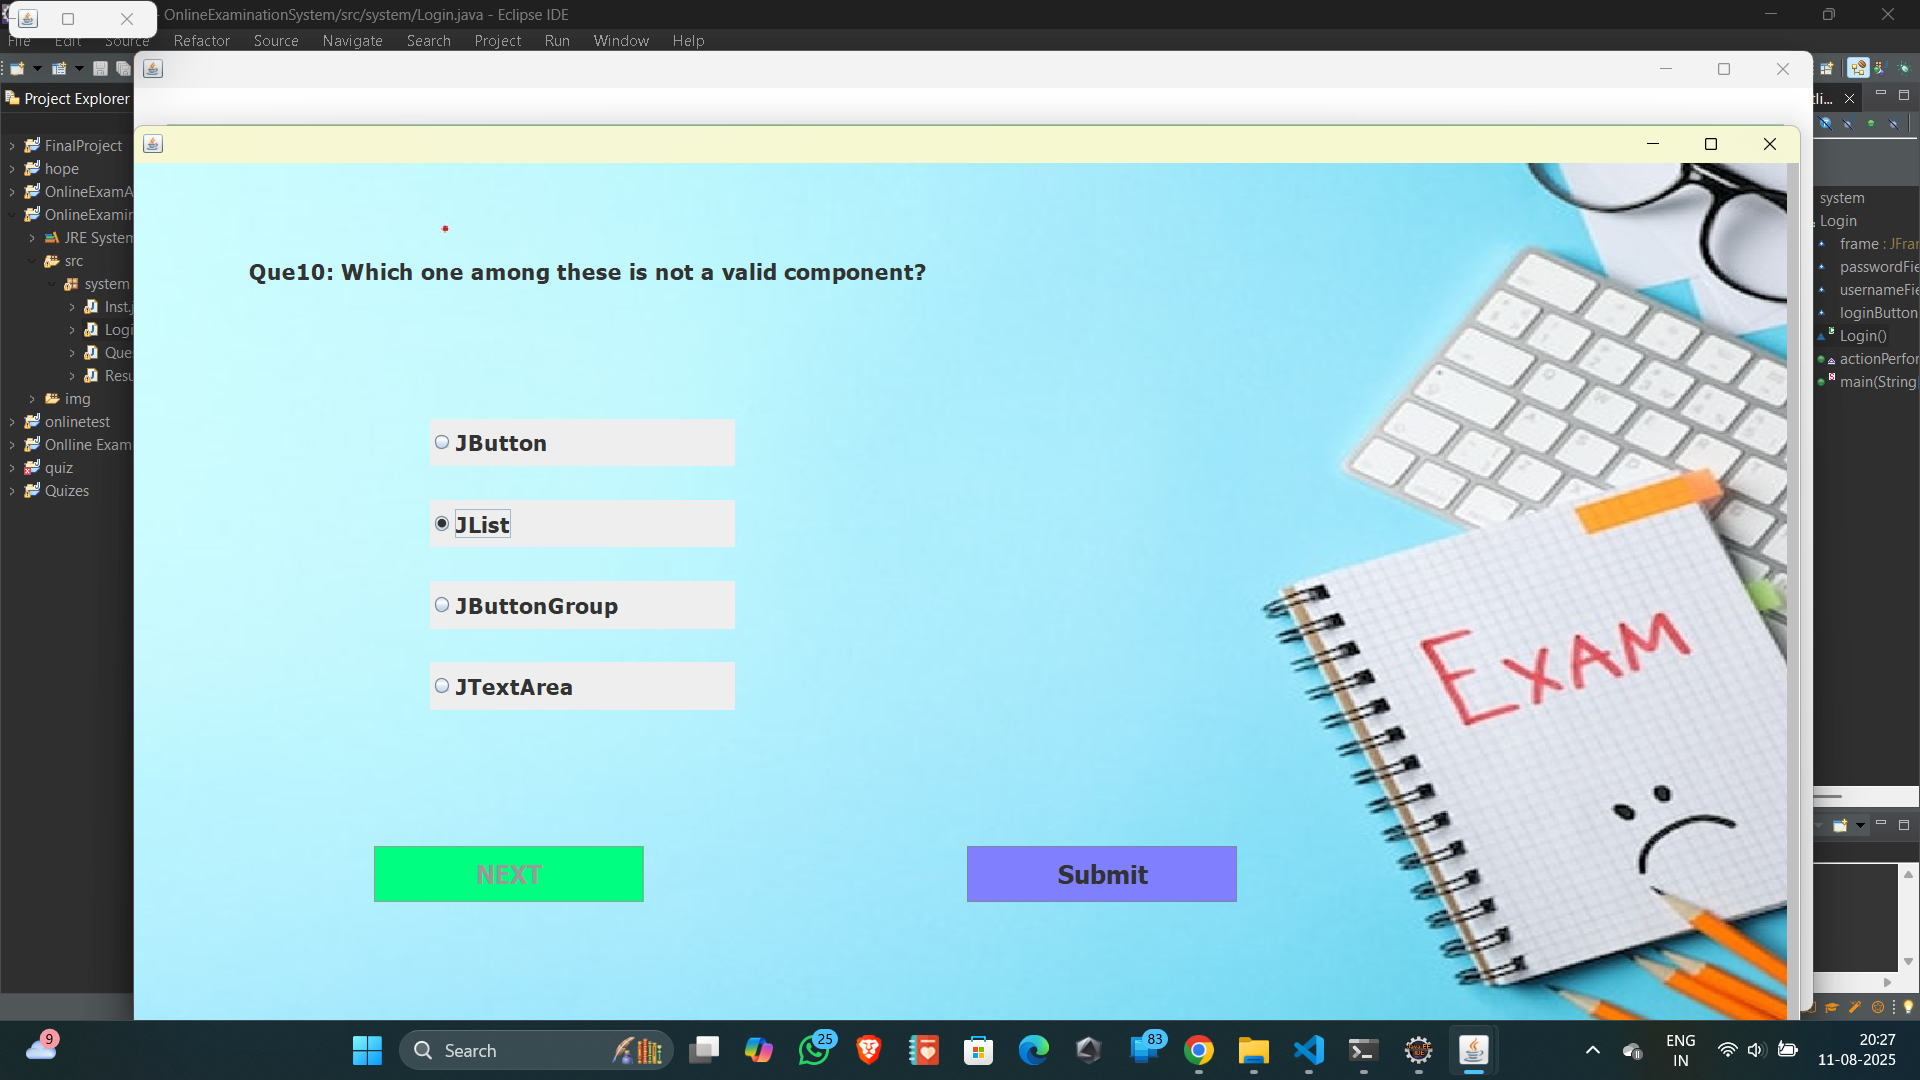 OnlineExaminationSystem/src/system/Login.java - Eclipse IDE
File Edit Source Refactor Source Navigate Search Project Run Window Help
Project Explorer
FinalProject
hope
OnlineExamA
OnlineExamin
JRE System
src
system
Inst.j
Logi
Que
Resu
img
onlinetest
Onlline Exam
quiz
Quizes
Que10: Which one among these is not a valid component?
JButton
JList
JButtonGroup
JTextArea
NEXT
Submit
EXAM
tli...
system
Login
frame : JFra
passwordFie
usernameFie
loginButton
Login()
actionPerfor
main(String[
9
Search
25
83
ENG
IN
20:27
11-08-2025